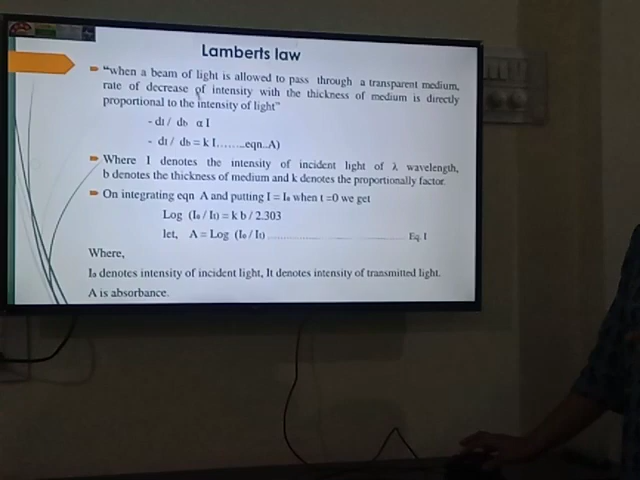 Lamberts law
"when a beam of light is allowed to pass through a transparent medium,
rate of decrease of intensity with the thickness of medium is directly
proportional to the intensity of light"
- dI / db α I
- dI / db = k I........eqn..A)
Where I denotes the intensity of incident light of λ wavelength,
b denotes the thickness of medium and k denotes the proportionally factor
On integrating eqn A and putting I = I₀ when t =0 we get
Log (I₀ / It) = k b / 2.303
let, A = Log (I₀ / It) ........................................................ Eq. I
Where,
I₀ denotes intensity of incident light, It denotes intensity of transmitted light.
A is absorbance.